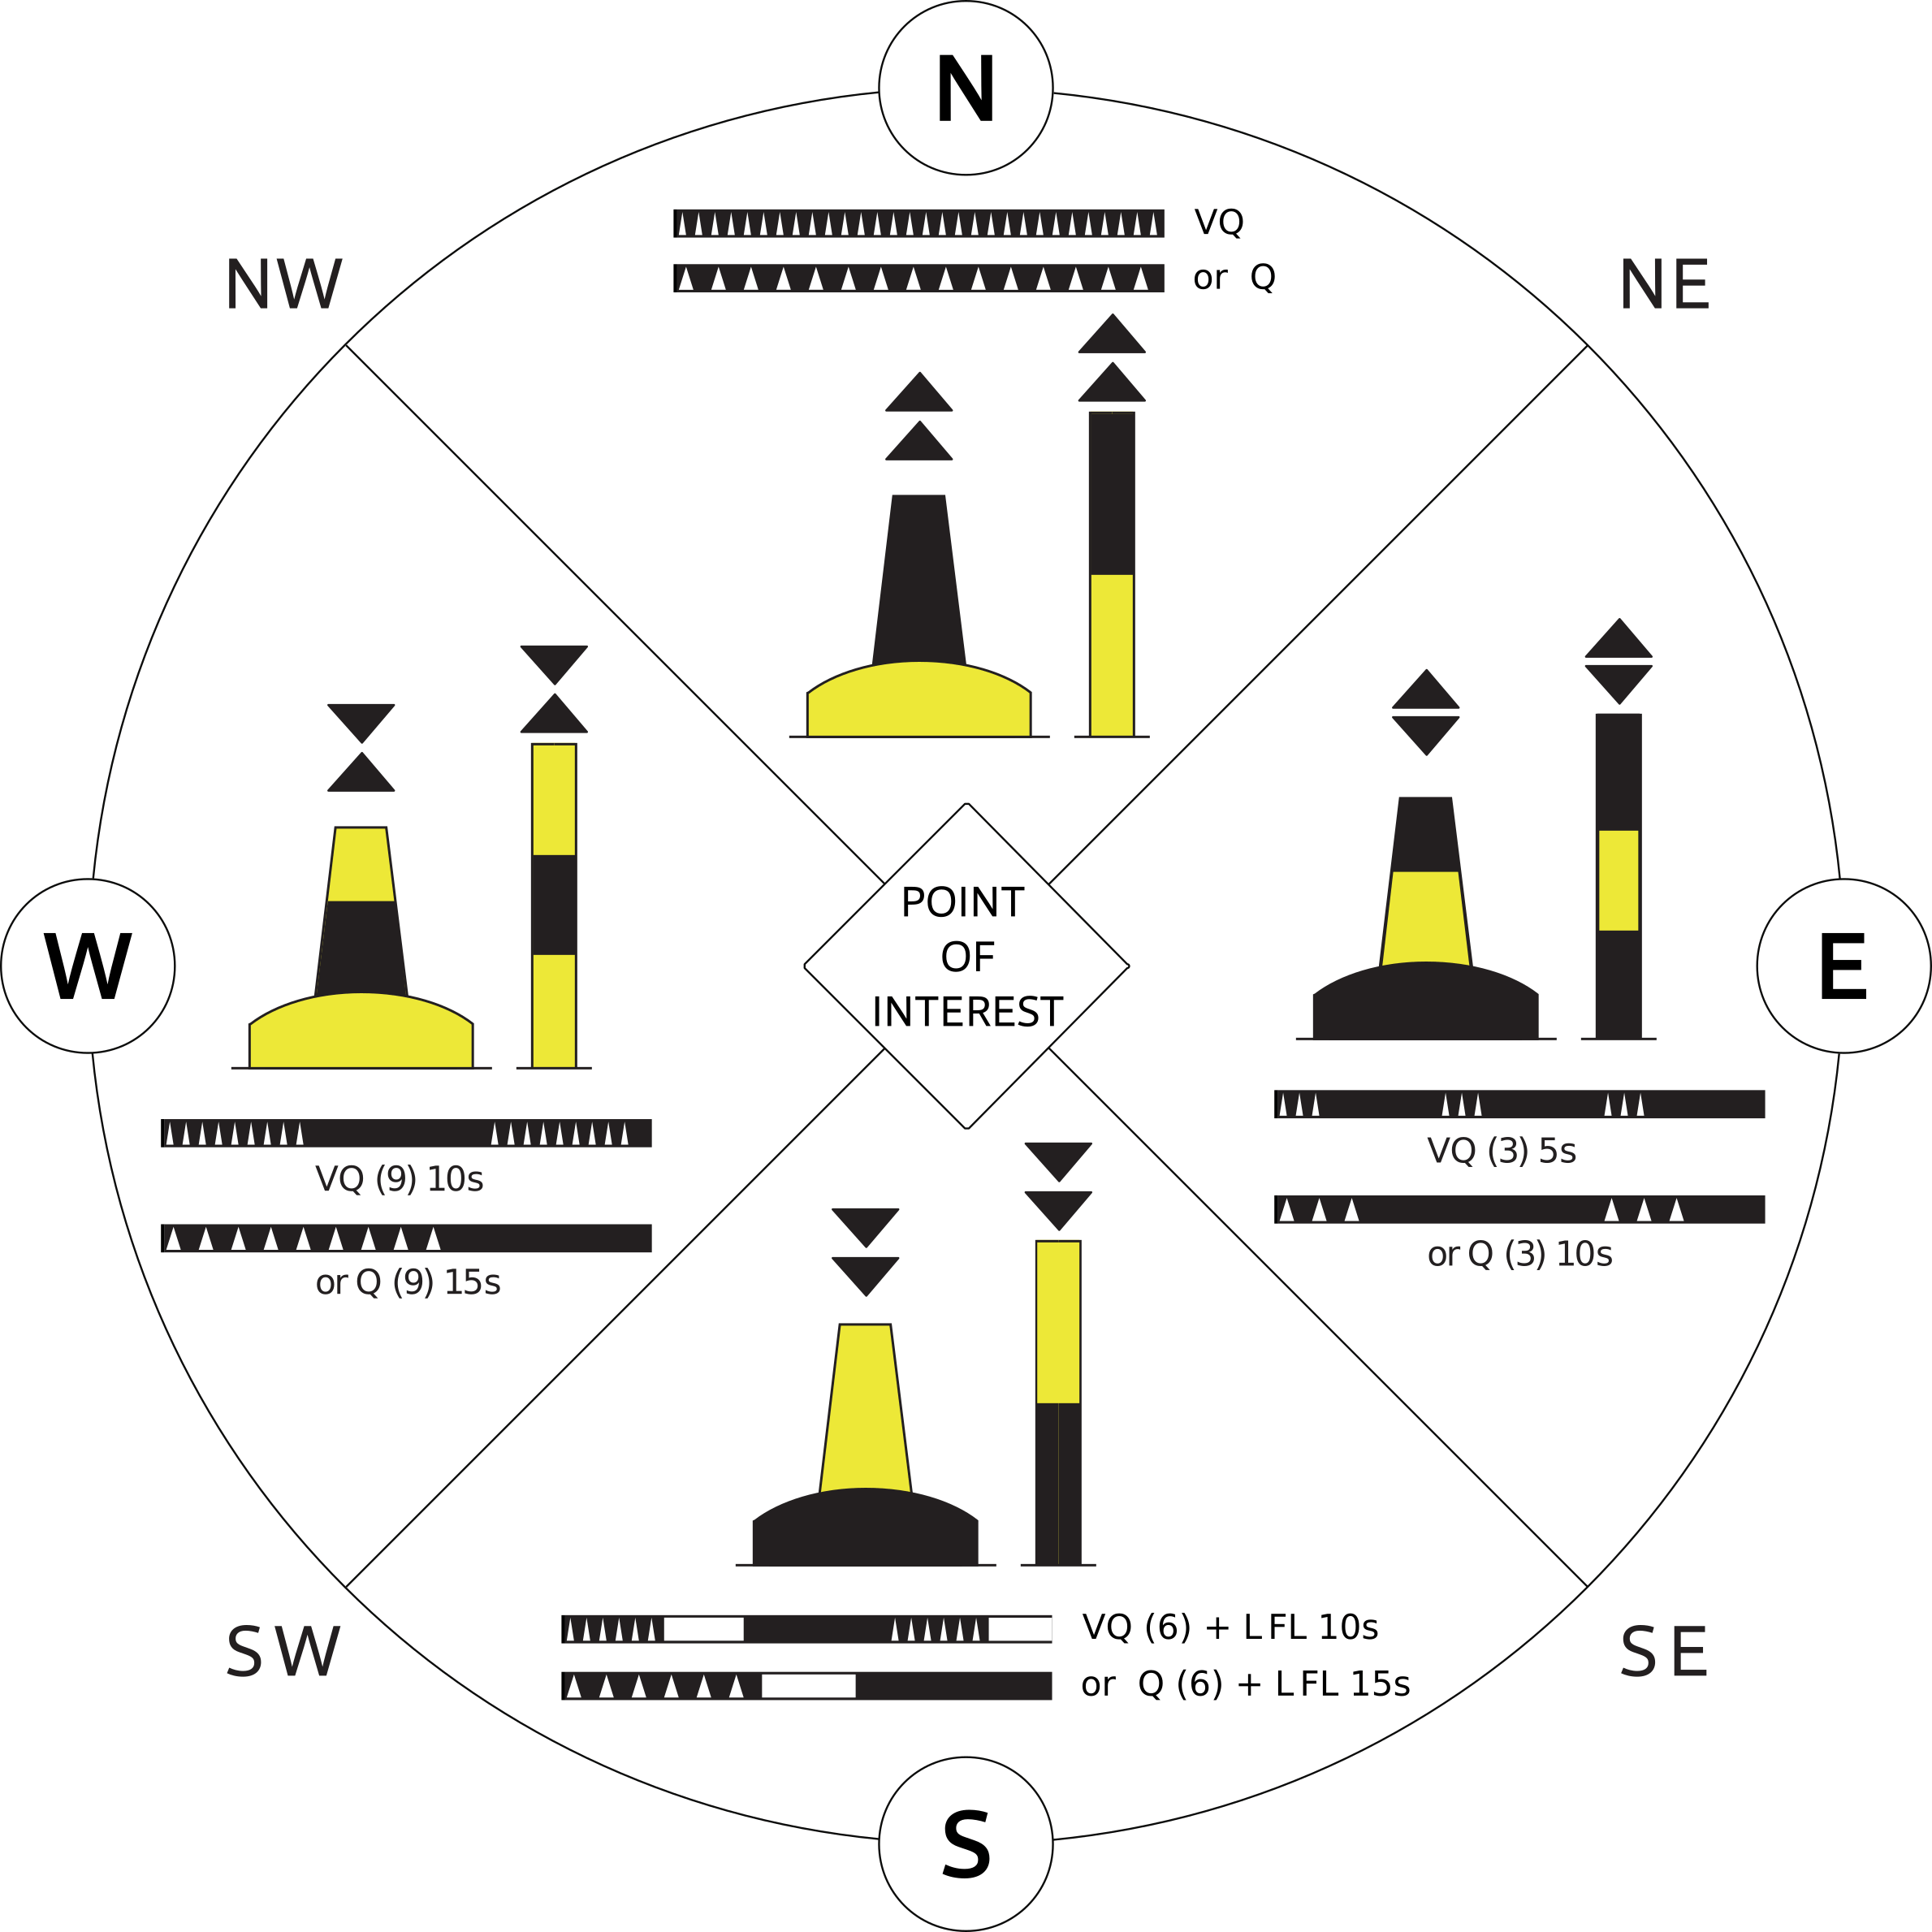 N
VQ
or Q
NW
NE
POINT
OF
INTEREST
W
E
VQ (3) 5s
VQ (9) 10s
or Q (3) 10s
or Q (9) 15s
VQ (6) + LFL 10s
SW
SE
or Q (6) + LFL 15s
S